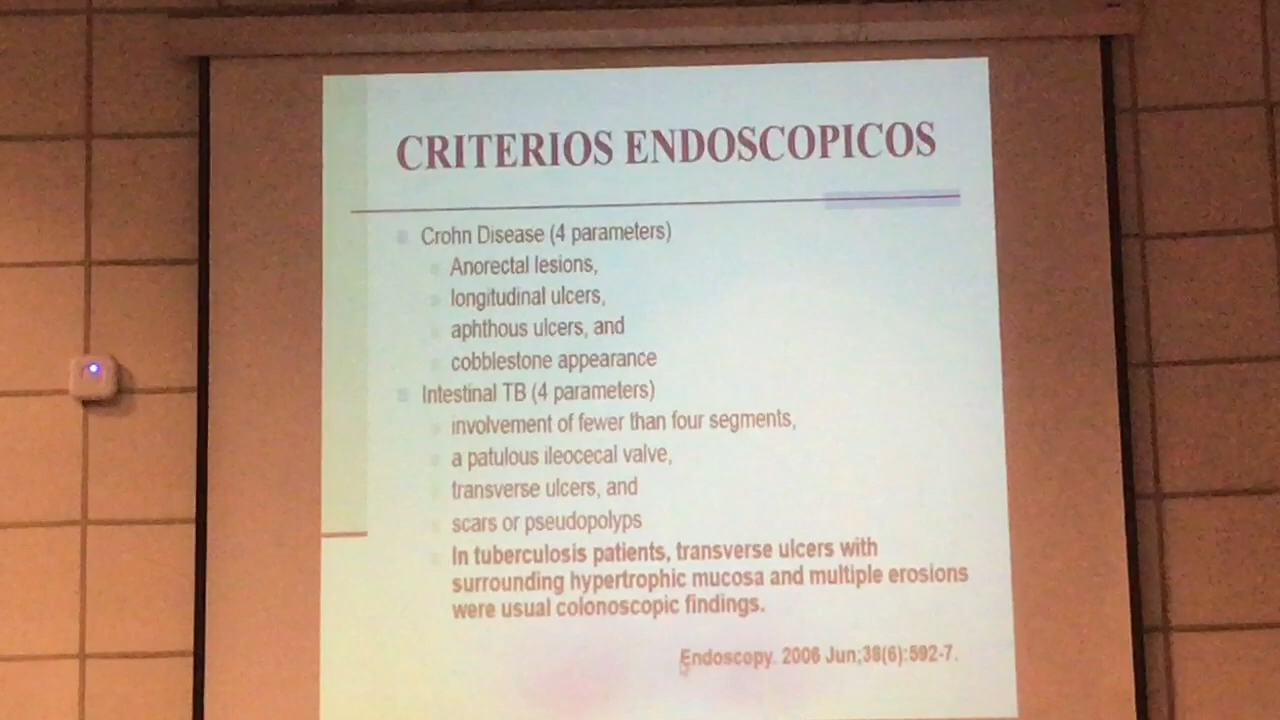 CRITERIOS ENDOSCOPICOS
Crohn Disease (4 parameters)
Anorectal lesions,
longitudinal ulcers,
aphthous ulcers, and
cobblestone appearance
Intestinal TB (4 parameters)
involvement of fewer than four segments,
a patulous ileocecal valve,
transverse ulcers, and
scars or pseudopolyps
In tuberculosis patients, transverse ulcers with
surrounding hypertrophic mucosa and multiple erosions
were usual colonoscopic findings.
Endoscopy. 2006 Jun;38(6):592-7.